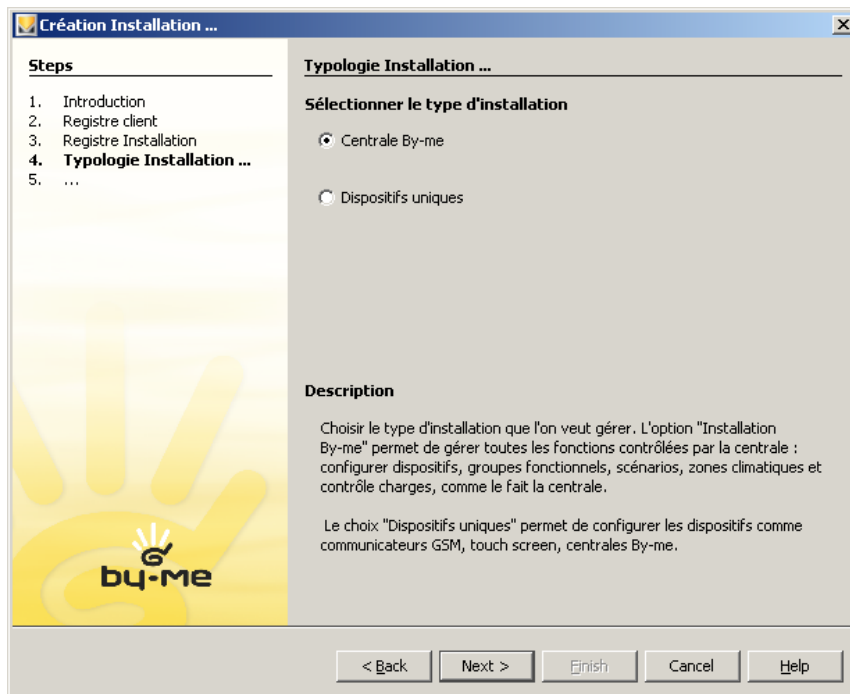 Création Installation ...
Steps
1. Introduction
2. Registre client
3. Registre Installation
4. Typologie Installation ...
5. ...
Typologie Installation ...
Sélectionner le type d'installation
Centrale By-me
Dispositifs uniques
Description
Choisir le type d'installation que l'on veut gérer. L'option "Installation
By-me" permet de gérer toutes les fonctions contrôlées par la centrale :
configurer dispositifs, groupes fonctionnels, scénarios, zones climatiques et
contrôle charges, comme le fait la centrale.
Le choix "Dispositifs uniques" permet de configurer les dispositifs comme
communicateurs GSM, touch screen, centrales By-me.
by-me
< Back
Next >
Finish
Cancel
Help